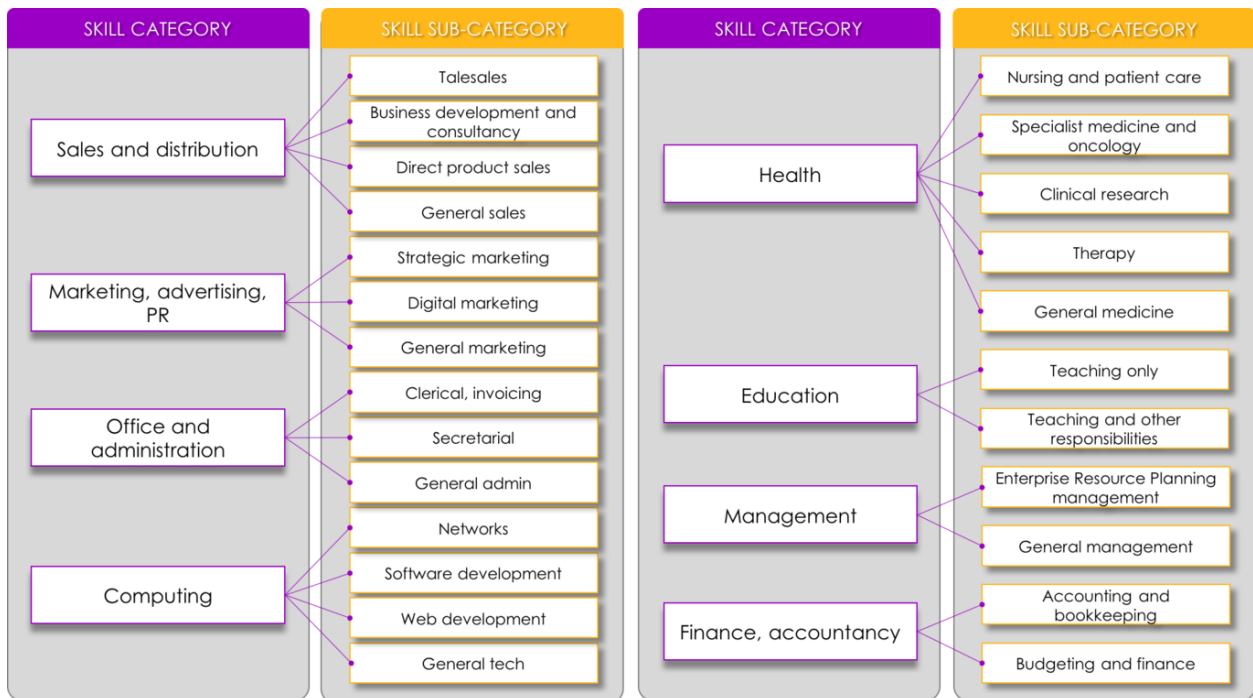 SKILL CATEGORY
SKILL SUB-CATEGORY
Sales and distribution
Talesales
Business development and
consultancy
Direct product sales
General sales
Marketing, advertising,
PR
Strategic marketing
Digital marketing
General marketing
Office and
administration
Clerical, invoicing
Secretarial
General admin
Computing
Networks
Software development
Web development
General tech
SKILL CATEGORY
SKILL SUB-CATEGORY
Health
Nursing and patient care
Specialist medicine and
oncology
Clinical research
Therapy
General medicine
Education
Teaching only
Teaching and other
responsibilities
Management
Enterprise Resource Planning
management
General management
Finance, accountancy
Accounting and
bookkeeping
Budgeting and finance